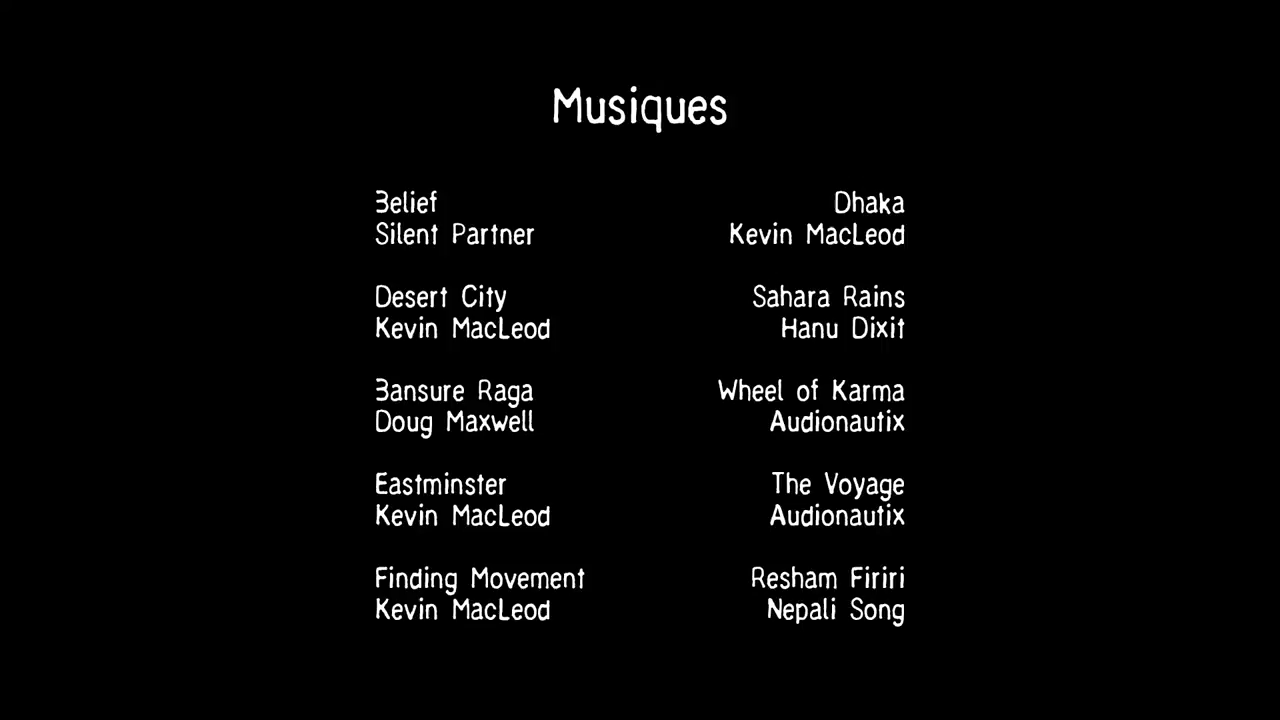 Musiques
Belief
Silent Partner
Desert City
Kevin MacLeod
Bansure Raga
Doug Maxwell
Eastminster
Kevin MacLeod
Finding Movement
Kevin MacLeod
Dhaka
Kevin MacLeod
Sahara Rains
Hanu Dixit
Wheel of Karma
Audionautix
The Voyage
Audionautix
Resham Firiri
Nepali Song